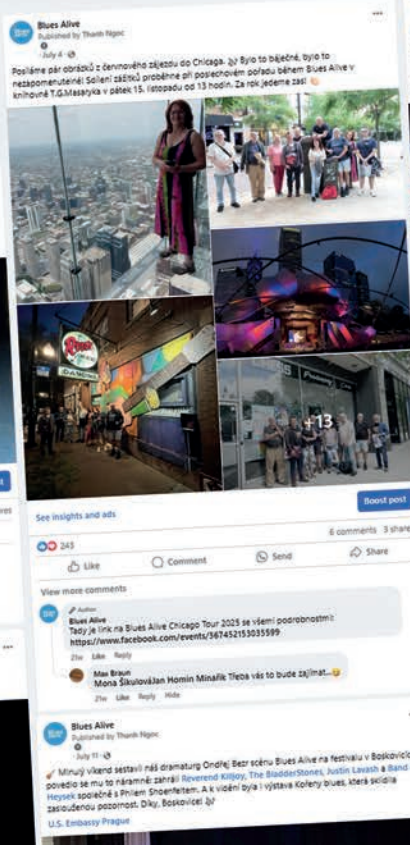 Blues Alive
Published by Thanh Ngoc
July 4
Posíláme pár obrázků z červnového zájezdu do Chicaga. Bylo to báječné, bylo to
nezapomenutelné! Sdílení zážitků proběhne při poslechovém pořadu během Blues Alive v
knihovně T.G.Masaryka v pátek 15. listopadu od 13 hodin. Za rok jedeme zas!
DANCING
+13
See insights and ads
Boost post
243
6 comments 3 share
Like
Comment
Send
Share
View more comments
Author
Blues Alive
Tady je link na Blues Alive Chicago Tour 2025 se všemi podrobnostmi:
https://www.facebook.com/events/367452153035599
21w Like Reply
Max Braun
Mona ŠikulováJan Homin Minařík Třeba vás to bude zajímat...
21w Like Reply Hide
Blues Alive
Published by Thanh Ngoc
July 11
Minulý víkend sestavil náš dramaturg Ondřej Bezr scénu Blues Alive na festivalu v Boskovicíc
povedlo se mu to náramně: zahráli Reverend Killjoy, The BladderStones, Justin Lavash a Band
Heysek společně s Philem Shoenfeltem. A k vidění byla i výstava Kořeny blues, která sklidila
zaslouženou pozornost. Díky, Boskovice!
U.S. Embassy Prague